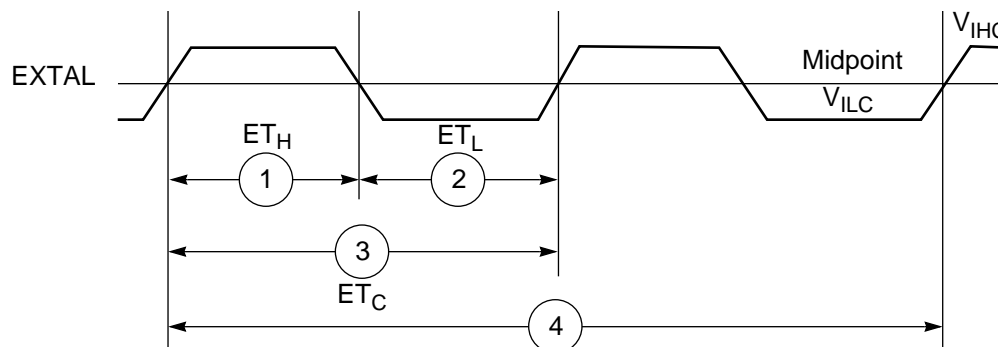 V_IHC
EXTAL
Midpoint
V_ILC
ET_H
ET_L
1
2
3
ET_C
4